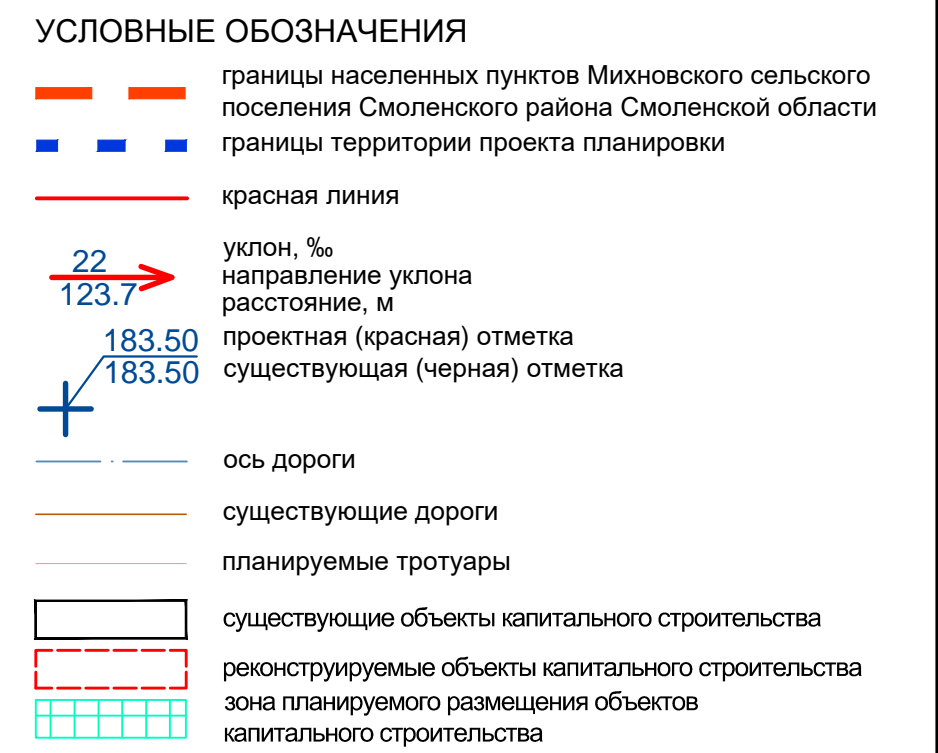 УСЛОВНЫЕ ОБОЗНАЧЕНИЯ
границы населенных пунктов Михновского сельского
поселения Смоленского района Смоленской области
границы территории проекта планировки
красная линия
22
123.7
уклон, ‰
направление уклона
расстояние, м
183.50
183.50
проектная (красная) отметка
существующая (черная) отметка
ось дороги
существующие дороги
планируемые тротуары
существующие объекты капитального строительства
реконструируемые объекты капитального строительства
зона планируемого размещения объектов
капитального строительства